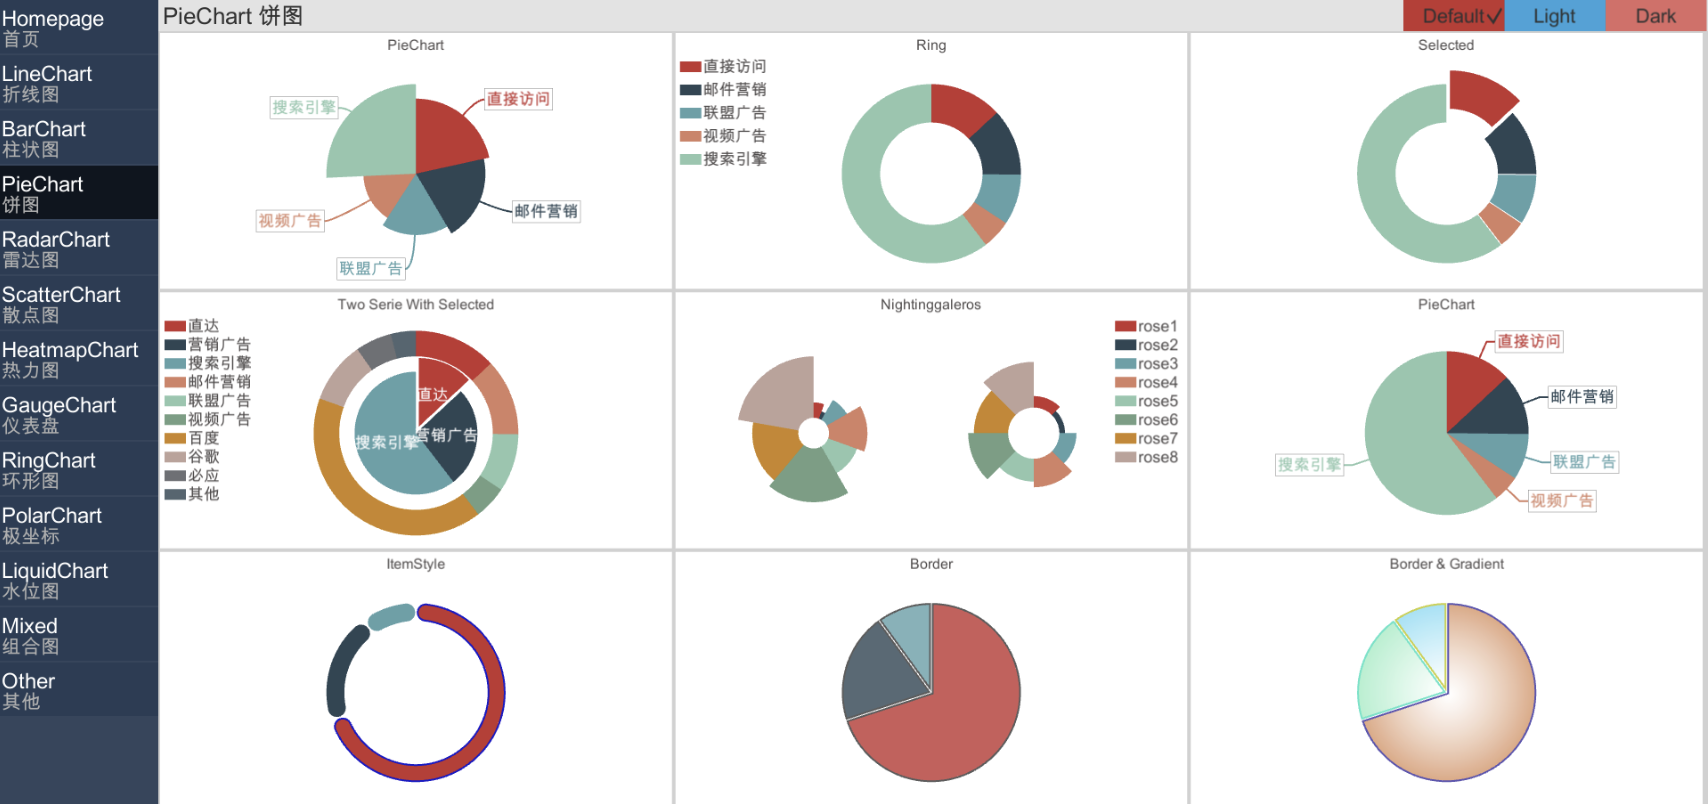 Homepage
首页
LineChart
折线图
BarChart
柱状图
PieChart
饼图
RadarChart
雷达图
ScatterChart
散点图
HeatmapChart
热力图
GaugeChart
仪表盘
RingChart
环形图
PolarChart
极坐标
LiquidChart
水位图
Mixed
组合图
Other
其他
PieChart 饼图
Default✓
Light
Dark
PieChart
搜索引擎
直接访问
邮件营销
视频广告
联盟广告
Ring
直接访问
邮件营销
联盟广告
视频广告
搜索引擎
Selected
Two Serie With Selected
直达
营销广告
搜索引擎
邮件营销
联盟广告
视频广告
百度
谷歌
必应
其他
直达
营销广告
搜索引擎
Nightinggaleros
rose1
rose2
rose3
rose4
rose5
rose6
rose7
rose8
PieChart
直接访问
邮件营销
联盟广告
搜索引擎
视频广告
ItemStyle
Border
Border & Gradient